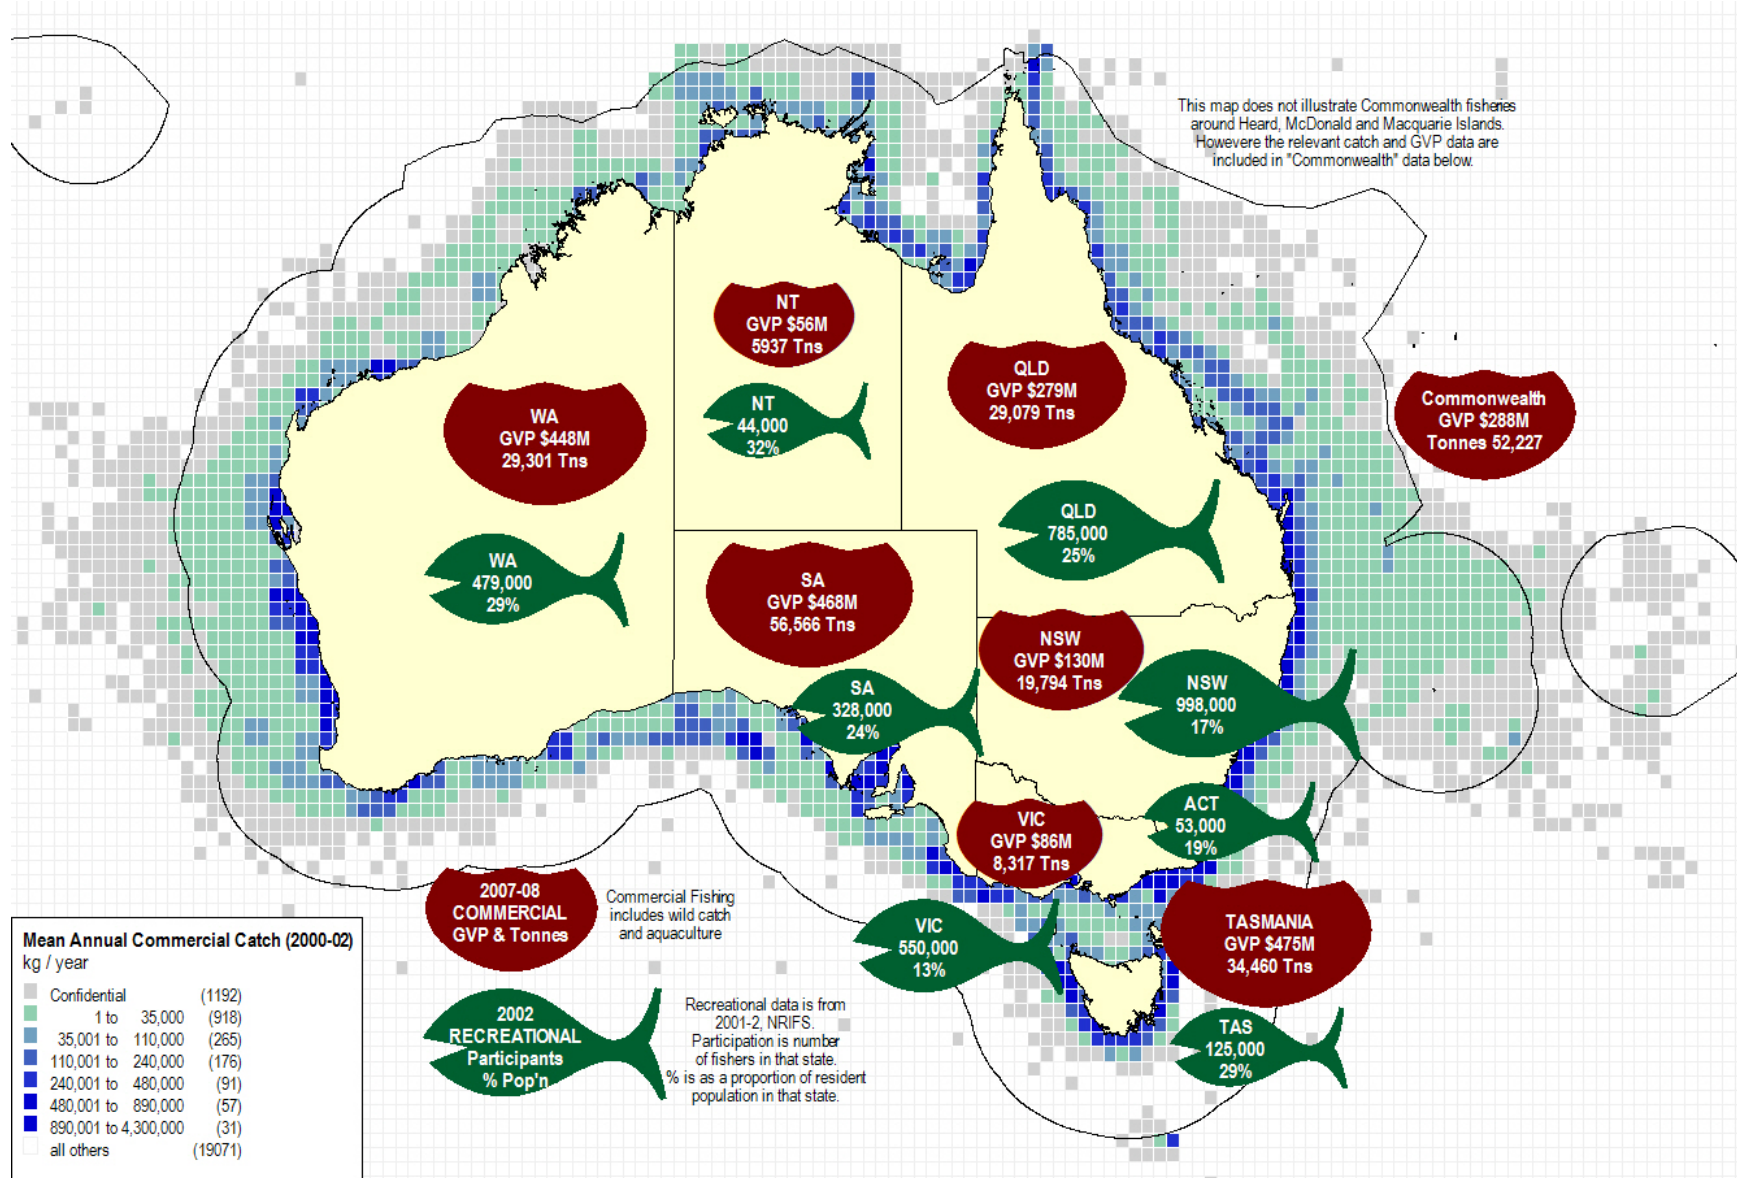 This map does not illustrate Commonwealth fisheries
around Heard, McDonald and Macquarie Islands.
Howevere the relevant catch and GVP data are
included in "Commonwealth" data below.
NT
GVP $56M
5937 Tns
QLD
GVP $279M
29,079 Tns
Commonwealth
GVP $288M
Tonnes 52,227
WA
GVP $448M
29,301 Tns
NT
44,000
32%
QLD
785,000
25%
WA
479,000
29%
SA
GVP $468M
56,566 Tns
NSW
GVP $130M
19,794 Tns
SA
328,000
24%
NSW
998,000
17%
VIC
GVP $86M
8,317 Tns
ACT
53,000
19%
2007-08
COMMERCIAL
GVP & Tonnes
Commercial Fishing
includes wild catch
and aquaculture
VIC
550,000
13%
TASMANIA
GVP $475M
34,460 Tns
2002
RECREATIONAL
Participants
% Pop'n
Recreational data is from
2001-2, NRIFS.
Participation is number
of fishers in that state.
% is as a proportion of resident
population in that state.
TAS
125,000
29%
Mean Annual Commercial Catch (2000-02)
kg / year
Confidential (1192)
1 to 35,000 (918)
35,001 to 110,000 (265)
110,001 to 240,000 (176)
240,001 to 480,000 (91)
480,001 to 890,000 (57)
890,001 to 4,300,000 (31)
all others (19071)